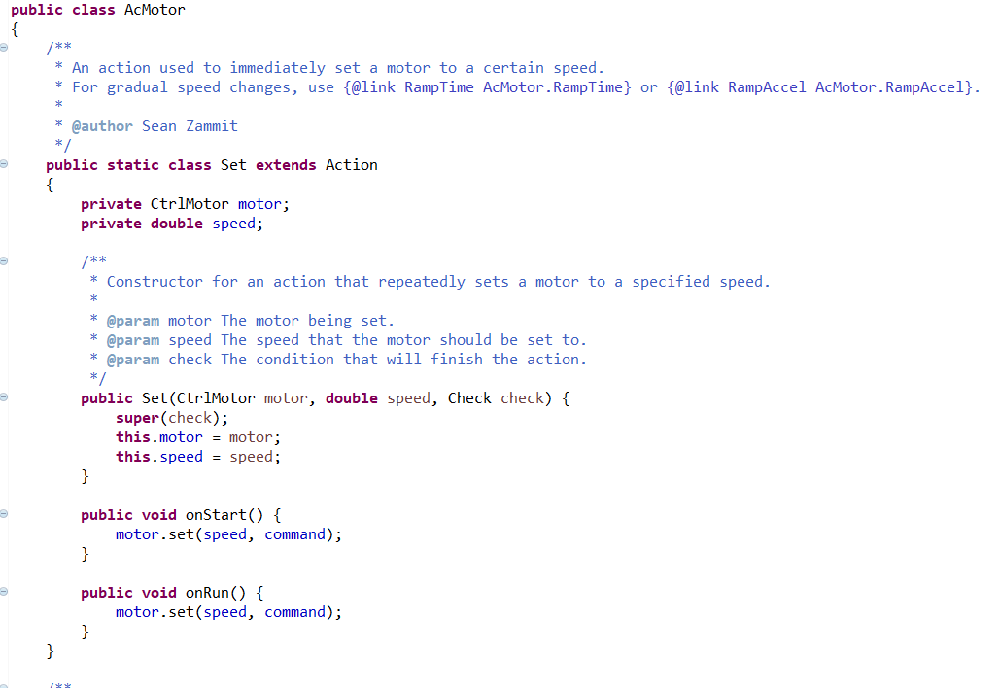 public class AcMotor
{
    /**
     * An action used to immediately set a motor to a certain speed.
     * For gradual speed changes, use {@link RampTime AcMotor.RampTime} or {@link RampAccel AcMotor.RampAccel}.
     *
     * @author Sean Zammit
     */
    public static class Set extends Action
    {
        private CtrlMotor motor;
        private double speed;

        /**
         * Constructor for an action that repeatedly sets a motor to a specified speed.
         *
         * @param motor The motor being set.
         * @param speed The speed that the motor should be set to.
         * @param check The condition that will finish the action.
         */
        public Set(CtrlMotor motor, double speed, Check check) {
            super(check);
            this.motor = motor;
            this.speed = speed;
        }

        public void onStart() {
            motor.set(speed, command);
        }

        public void onRun() {
            motor.set(speed, command);
        }
    }

    /**